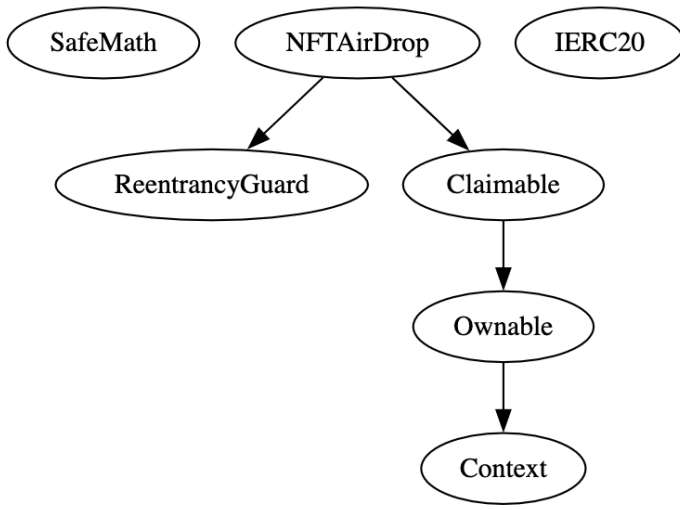 SafeMath
NFTAirDrop
IERC20
ReentrancyGuard
Claimable
Ownable
Context